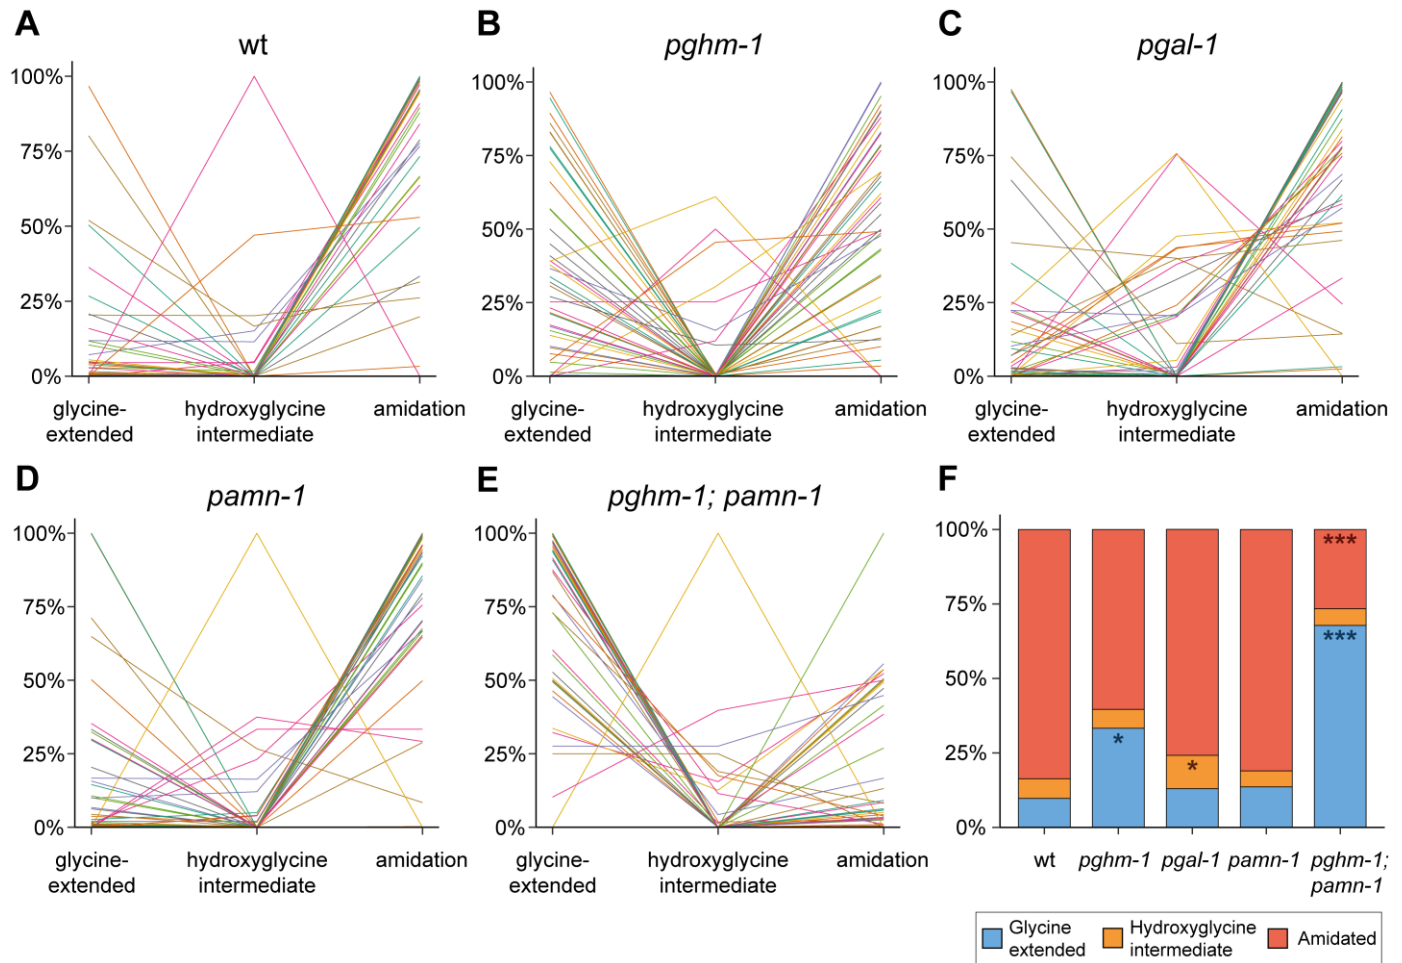 A
wt
100%
75%
50%
25%
0%
glycine-
extended
hydroxyglycine
intermediate
amidation
B
pghm-1
100%
75%
50%
25%
0%
glycine-
extended
hydroxyglycine
intermediate
amidation
C
pgal-1
100%
75%
50%
25%
0%
glycine-
extended
hydroxyglycine
intermediate
amidation
D
pamn-1
100%
75%
50%
25%
0%
glycine-
extended
hydroxyglycine
intermediate
amidation
E
pghm-1; pamn-1
100%
75%
50%
25%
0%
glycine-
extended
hydroxyglycine
intermediate
amidation
F
100%
75%
50%
25%
0%
***
***
*
*
wt
pghm-1
pgal-1
pamn-1
pghm-1;
pamn-1
Glycine
extended
Hydroxyglycine
intermediate
Amidated